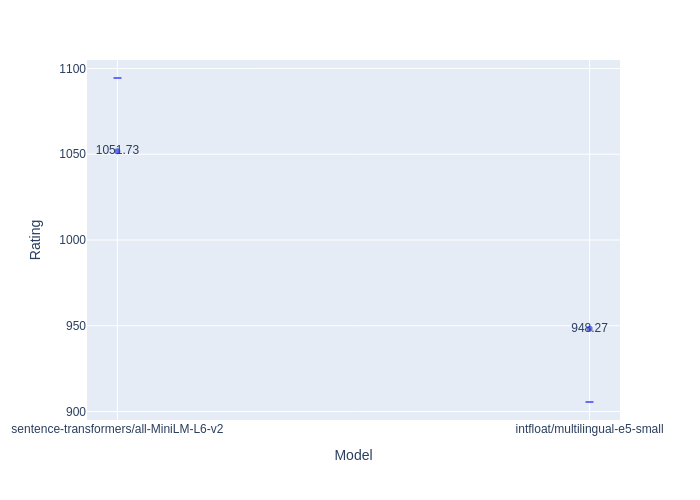 1100
1050
1000
950
900
1051.73
948.27
Rating
sentence-transformers/all-MiniLM-L6-v2
intfloat/multilingual-e5-small
Model